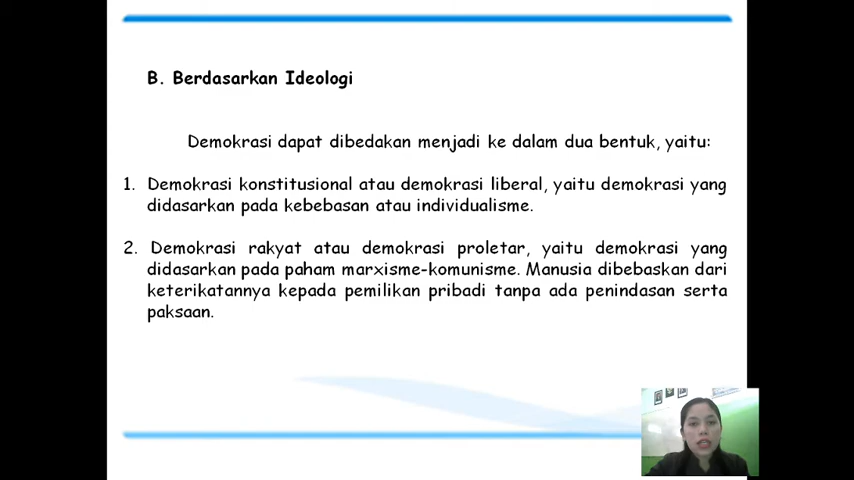 B. Berdasarkan Ideologi
Demokrasi dapat dibedakan menjadi ke dalam dua bentuk, yaitu:
1. Demokrasi konstitusional atau demokrasi liberal, yaitu demokrasi yang
didasarkan pada kebebasan atau individualisme.
2. Demokrasi rakyat atau demokrasi proletar, yaitu demokrasi yang
didasarkan pada paham marxisme-komunisme. Manusia dibebaskan dari
keterikatannya kepada pemilikan pribadi tanpa ada penindasan serta
paksaan.